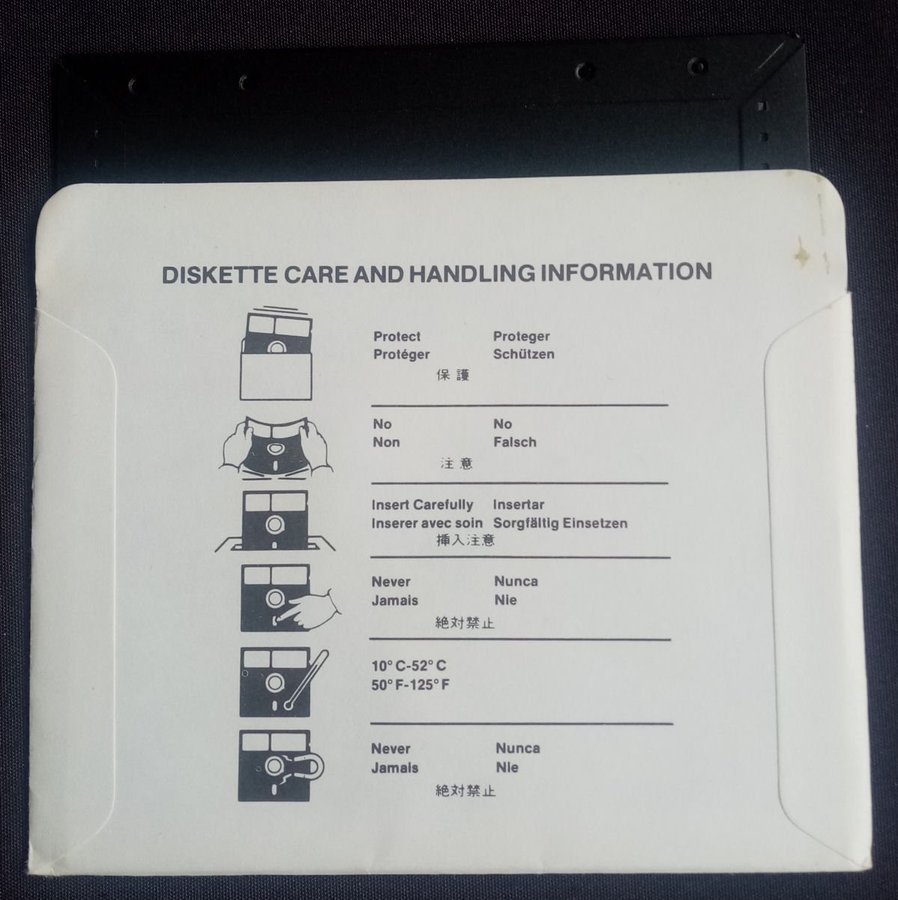 DISKETTE CARE AND HANDLING INFORMATION
Protect Proteger
Protéger Schützen
保護
No No
Non Falsch
注意
Insert Carefully Insertar
Inserer avec soin Sorgfältig Einsetzen
挿入注意
Never Nunca
Jamais Nie
絶対禁止
10° C-52° C
50° F-125° F
Never Nunca
Jamais Nie
絶対禁止